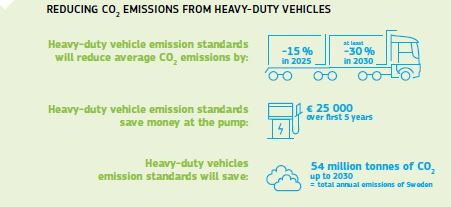 REDUCING CO2 EMISSIONS FROM HEAVY-DUTY VEHICLES
Heavy-duty vehicle emission standards
will reduce average CO2 emissions by:
-15 %
in 2025
at least
-30 %
in 2030
Heavy-duty vehicle emission standards
save money at the pump:
€ 25 000
over first 5 years
Heavy-duty vehicles
emission standards will save:
54 million tonnes of CO2
up to 2030
= total annual emissions of Sweden